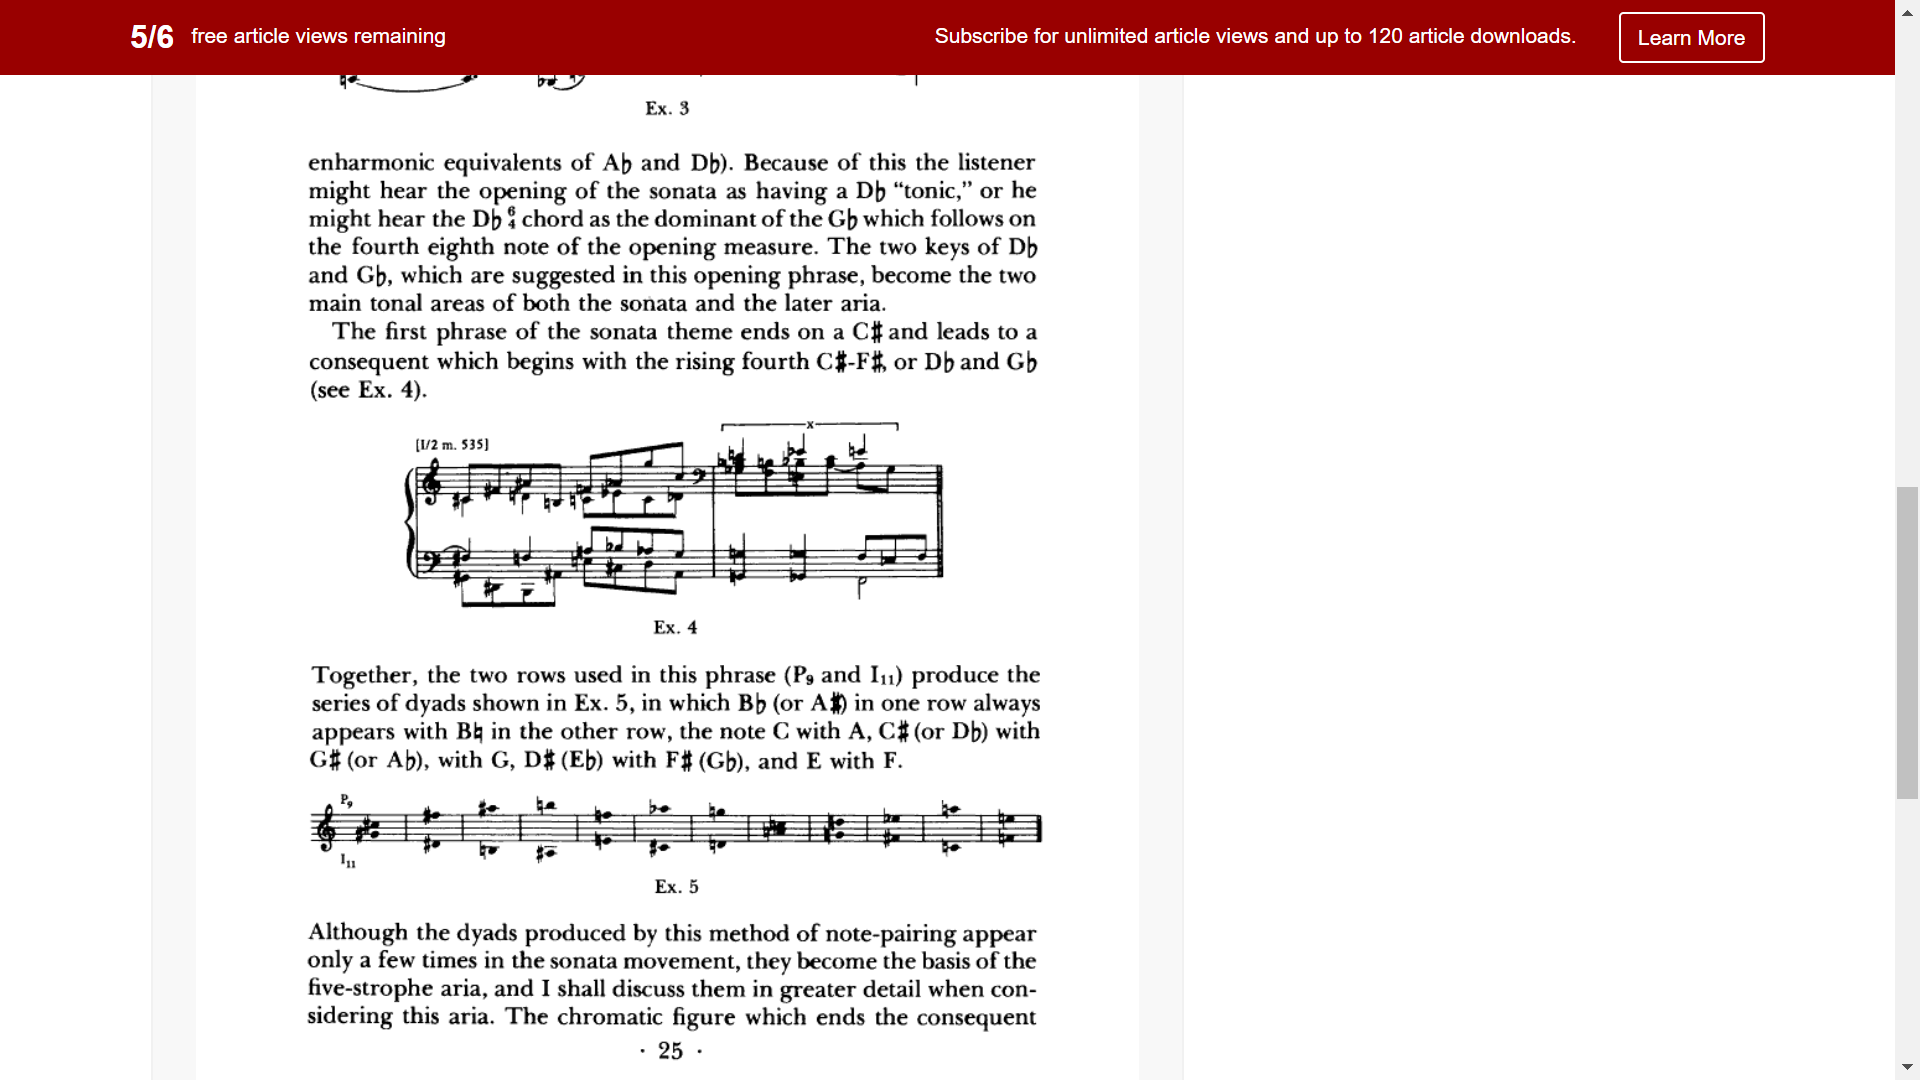 5/6 free article views remaining Subscribe for unlimited article views and up to 120 article downloads. Learn More
Ex. 3
enharmonic equivalents of A♭ and D♭). Because of this the listener
might hear the opening of the sonata as having a D♭ “tonic,” or he
might hear the D♭ 6/4 chord as the dominant of the G♭ which follows on
the fourth eighth note of the opening measure. The two keys of D♭
and G♭, which are suggested in this opening phrase, become the two
main tonal areas of both the sonata and the later aria.
The first phrase of the sonata theme ends on a C♯ and leads to a
consequent which begins with the rising fourth C♯-F♯, or D♭ and G♭
(see Ex. 4).
x
[I/2 m. 535]
Ex. 4
Together, the two rows used in this phrase (P₉ and I₁₁) produce the
series of dyads shown in Ex. 5, in which B♭ (or A♯) in one row always
appears with B♮ in the other row, the note C with A, C♯ (or D♭) with
G♯ (or A♭), with G, D♯ (E♭) with F♯ (G♭), and E with F.
P₉
I₁₁
Ex. 5
Although the dyads produced by this method of note-pairing appear
only a few times in the sonata movement, they become the basis of the
five-strophe aria, and I shall discuss them in greater detail when con-
sidering this aria. The chromatic figure which ends the consequent
· 25 ·